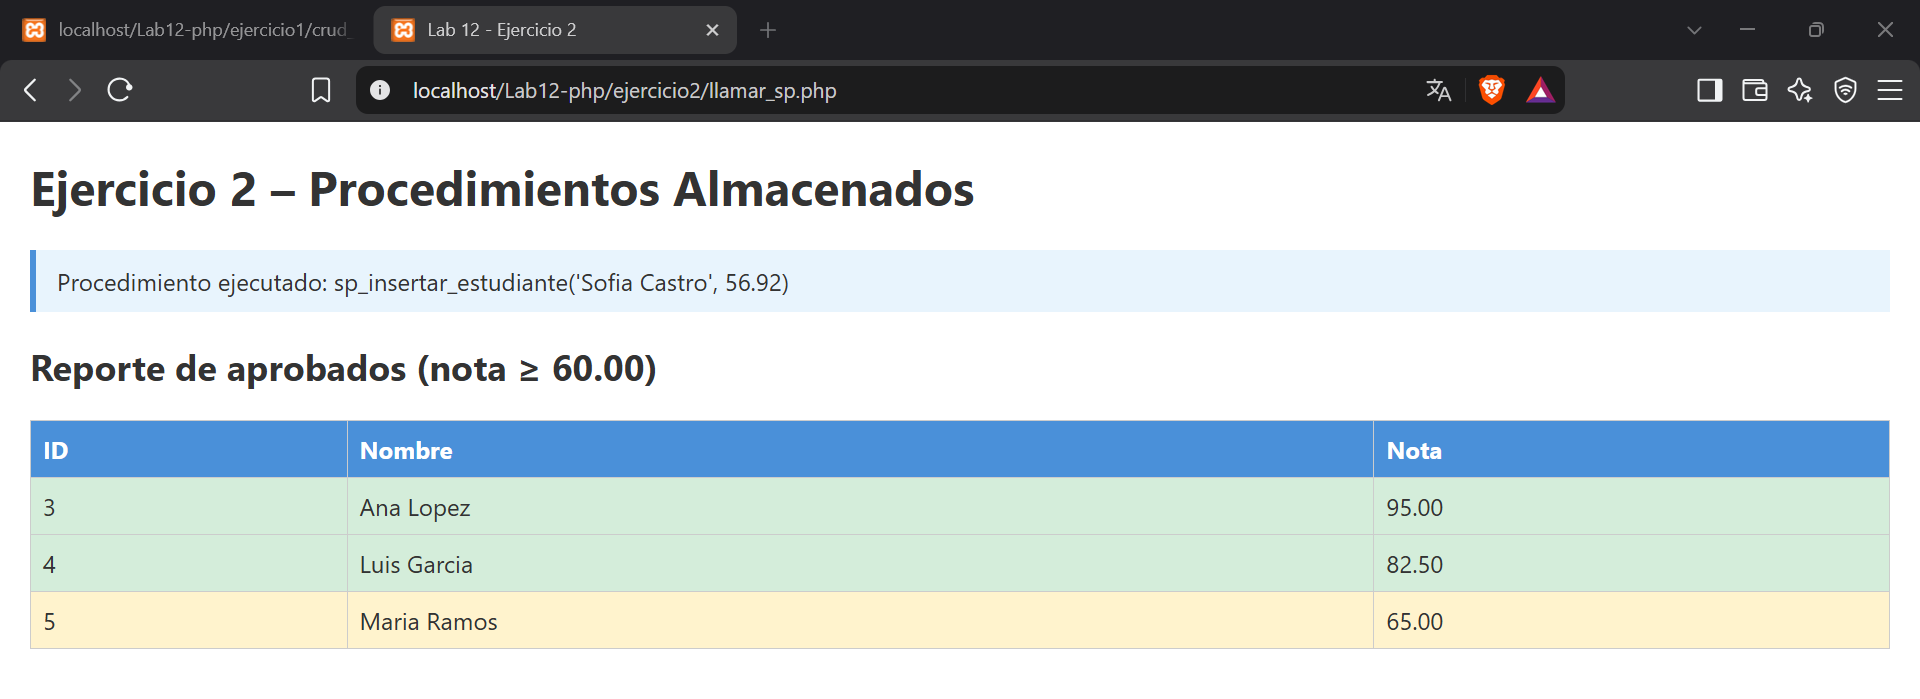 localhost/Lab12-php/ejercicio1/crud_
Lab 12 - Ejercicio 2
localhost/Lab12-php/ejercicio2/llamar_sp.php
Ejercicio 2 – Procedimientos Almacenados
Procedimiento ejecutado: sp_insertar_estudiante('Sofia Castro', 56.92)
Reporte de aprobados (nota ≥ 60.00)
ID Nombre Nota
3 Ana Lopez 95.00
4 Luis Garcia 82.50
5 Maria Ramos 65.00